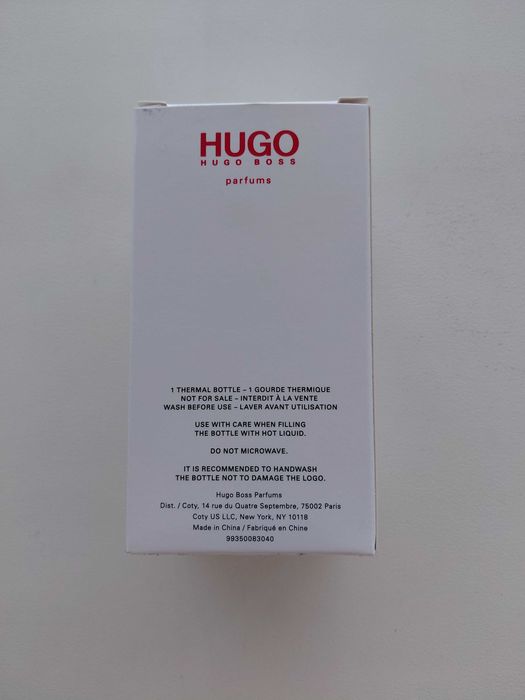 HUGO
HUGO BOSS
parfums
1 THERMAL BOTTLE – 1 GOURDE THERMIQUE
NOT FOR SALE – INTERDIT À LA VENTE
WASH BEFORE USE – LAVER AVANT UTILISATION
USE WITH CARE WHEN FILLING
THE BOTTLE WITH HOT LIQUID.
DO NOT MICROWAVE.
IT IS RECOMMENDED TO HANDWASH
THE BOTTLE NOT TO DAMAGE THE LOGO.
Hugo Boss Parfums
Dist. / Coty, 14 rue du Quatre Septembre, 75002 Paris
Coty US LLC, New York, NY 10118
Made in China / Fabriqué en Chine
99350083040